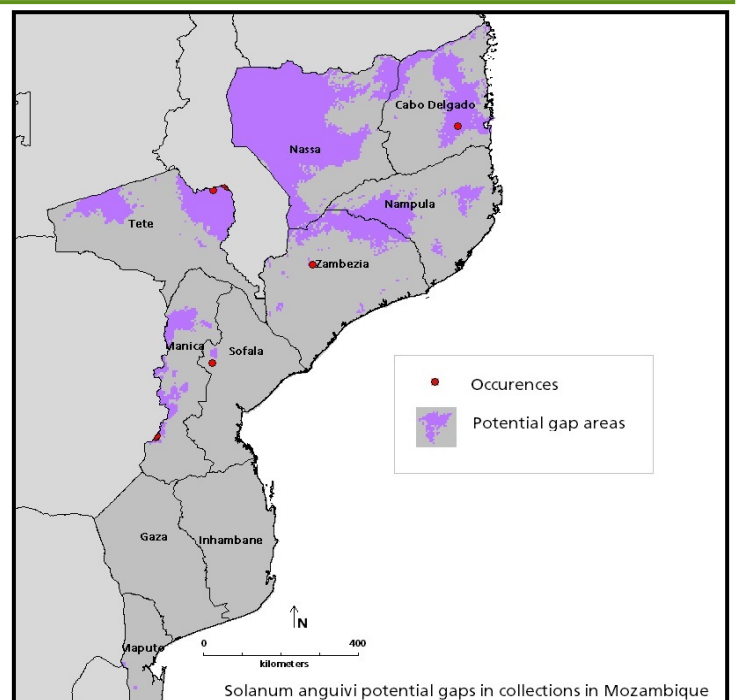 Cabo Delgado
Nassa
Nampula
Tete
Zambezia
Manica
Sofala
Occurences
Potential gap areas
Gaza
Inhambane
N
Maputo
0 400
kilometers
Solanum anguivi potential gaps in collections in Mozambique